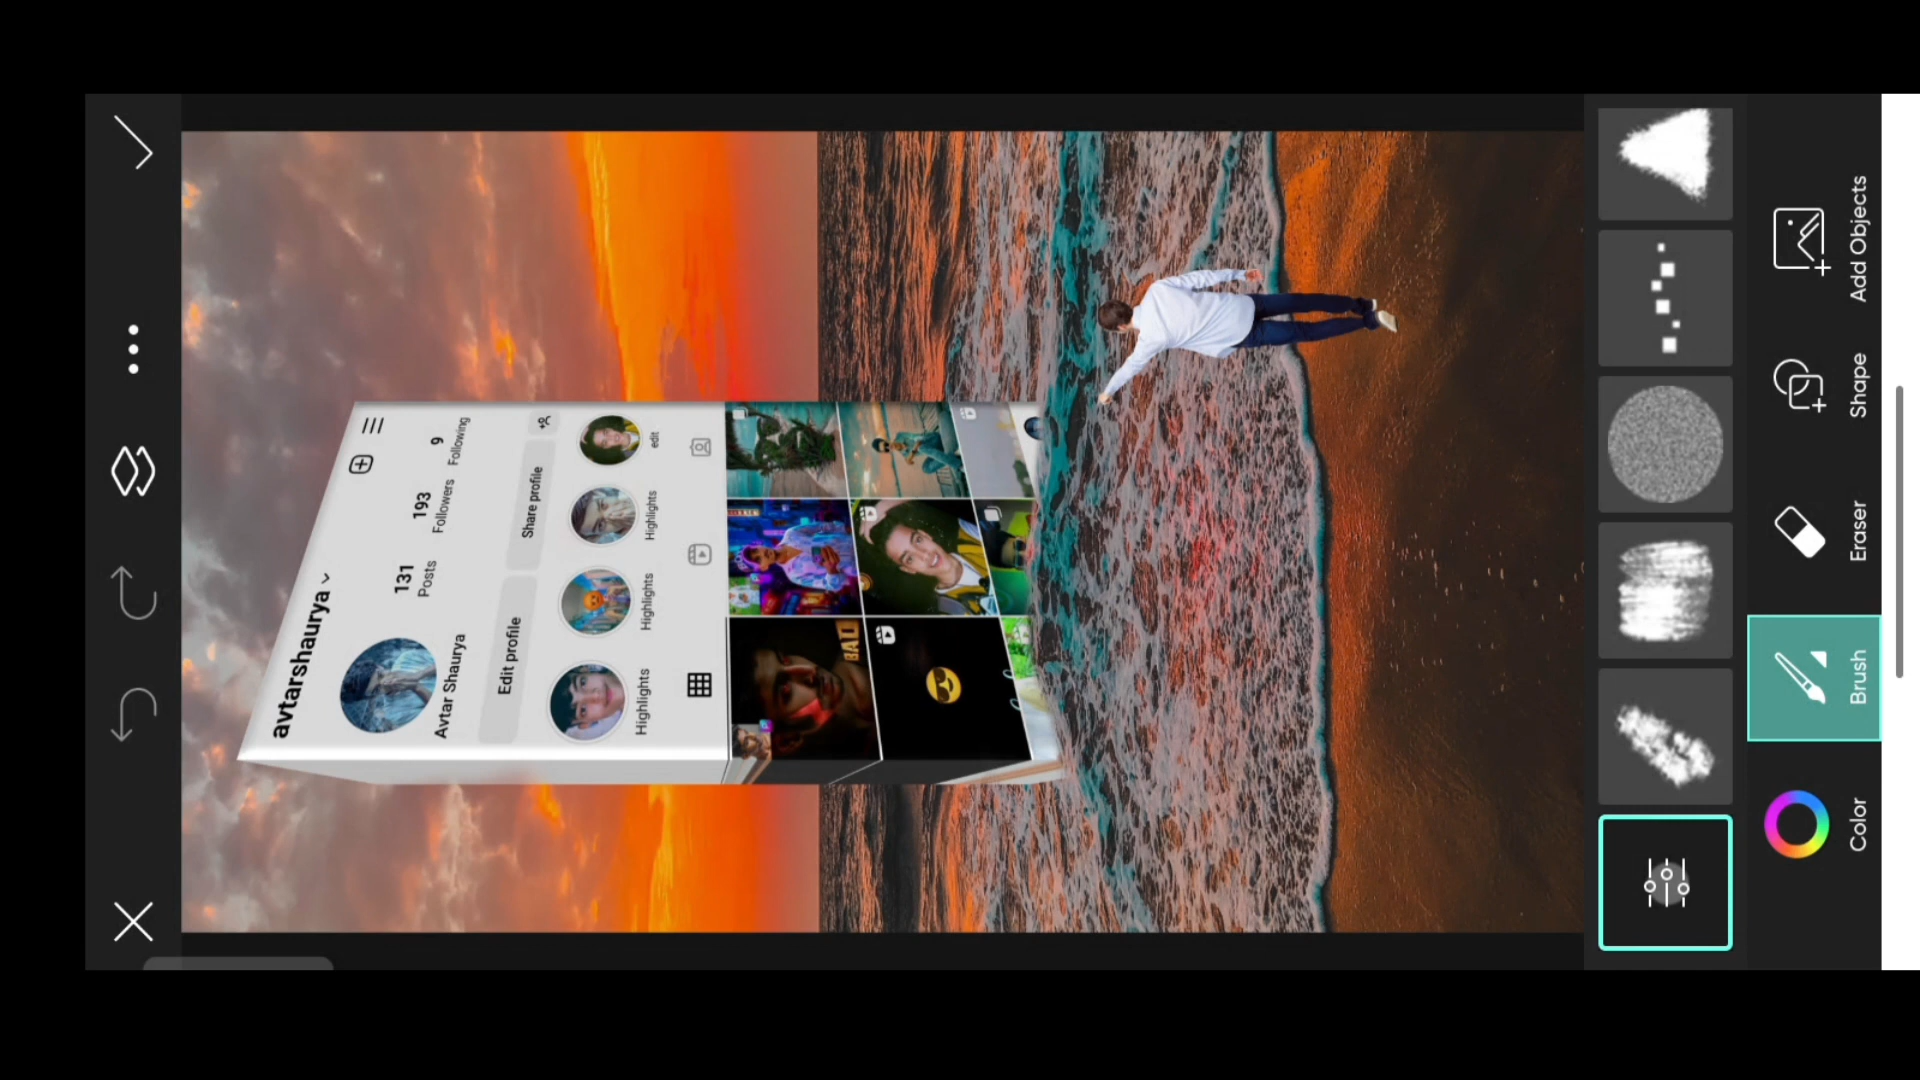 avtarshaurya
131
193
9
Posts
Followers
Following
Avtar Shaurya
Edit profile
Share profile
Highlights
Highlights
Highlights
edit
BAD
Color
Brush
Eraser
Shape
Add Objects